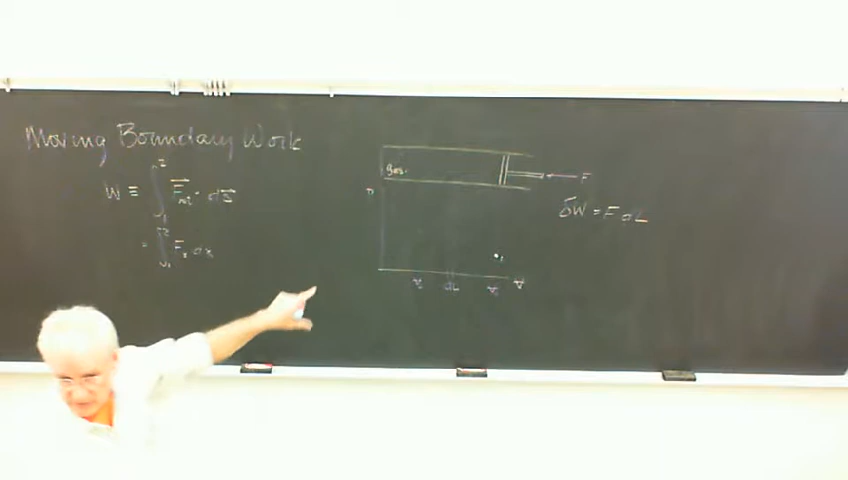 Moving Boundary Work
W ≡ ∫₁² F⃗ · dS⃗
= ∫₁² Fₓ dx
gas
F
P
δW = F dL
dL